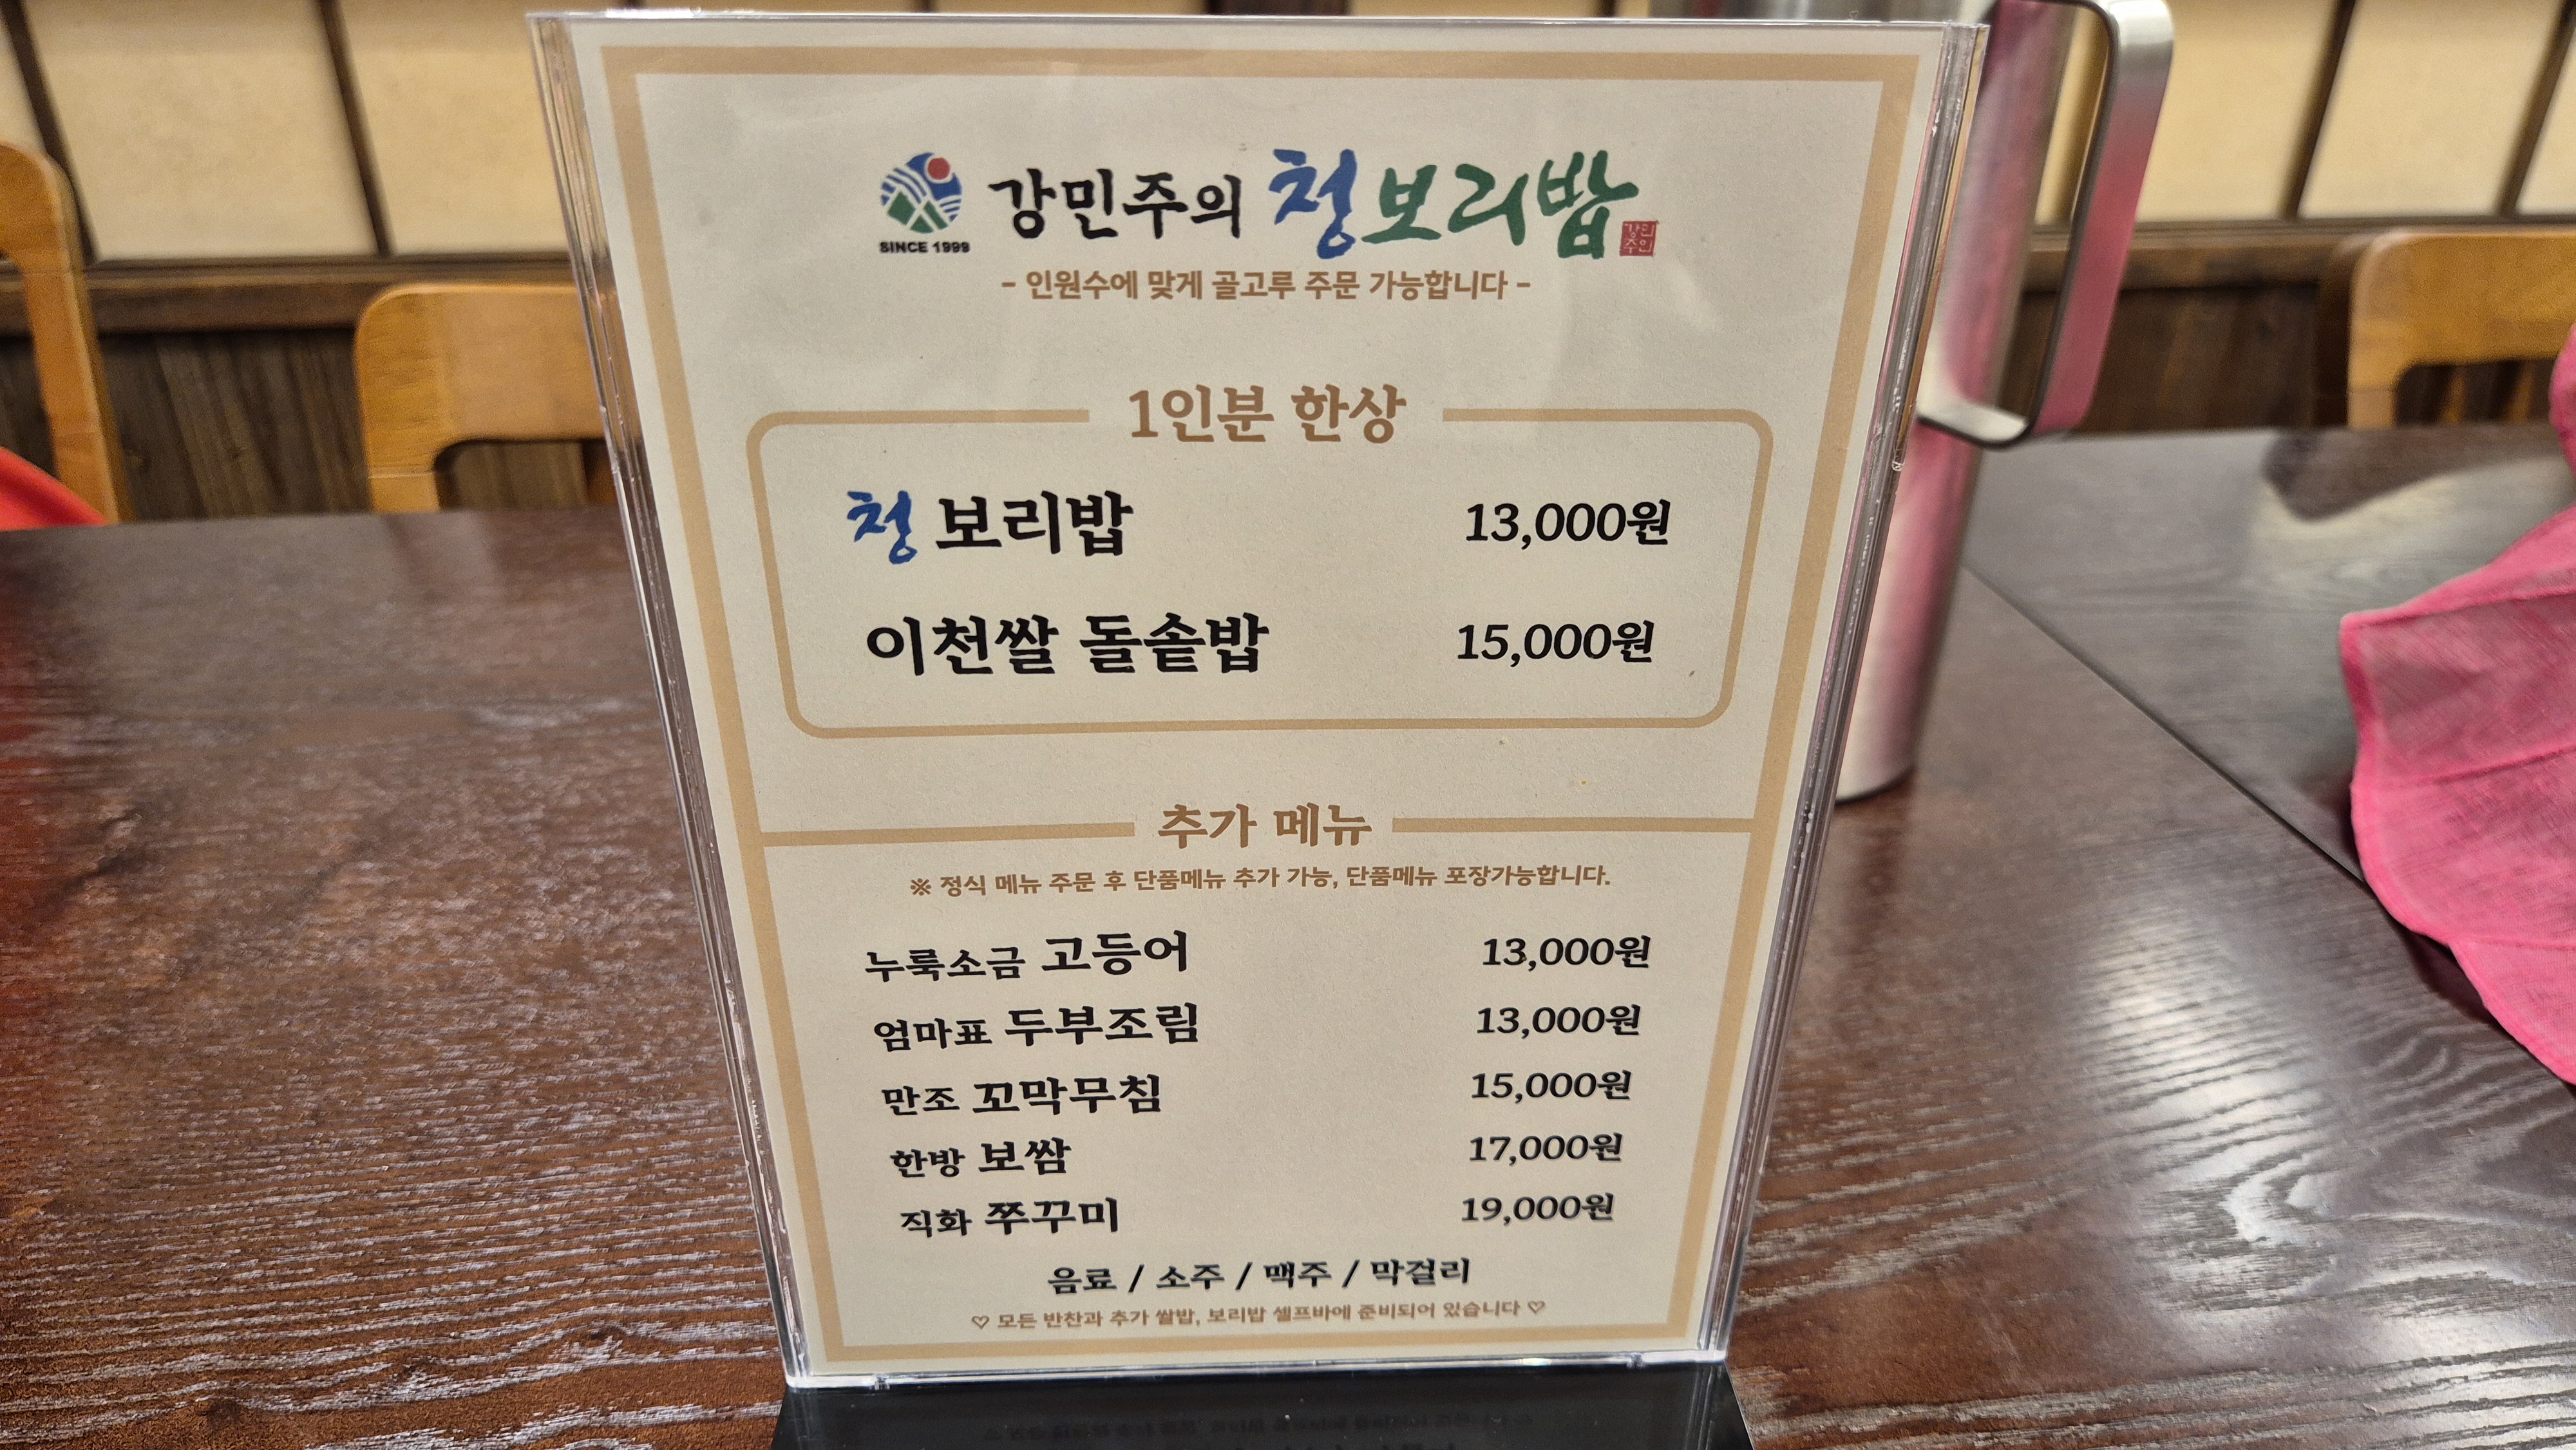 SINCE 1999
강민주의 청보리밥
강민주인
- 인원수에 맞게 골고루 주문 가능합니다 -
1인분 한상
청 보리밥 13,000원
이천쌀 돌솥밥 15,000원
추가 메뉴
※ 정식 메뉴 주문 후 단품메뉴 추가 가능, 단품메뉴 포장가능합니다.
누룩소금 고등어 13,000원
엄마표 두부조림 13,000원
만조 꼬막무침 15,000원
한방 보쌈 17,000원
직화 쭈꾸미 19,000원
음료 / 소주 / 맥주 / 막걸리
♡ 모든 반찬과 추가 쌀밥, 보리밥 셀프바에 준비되어 있습니다 ♡